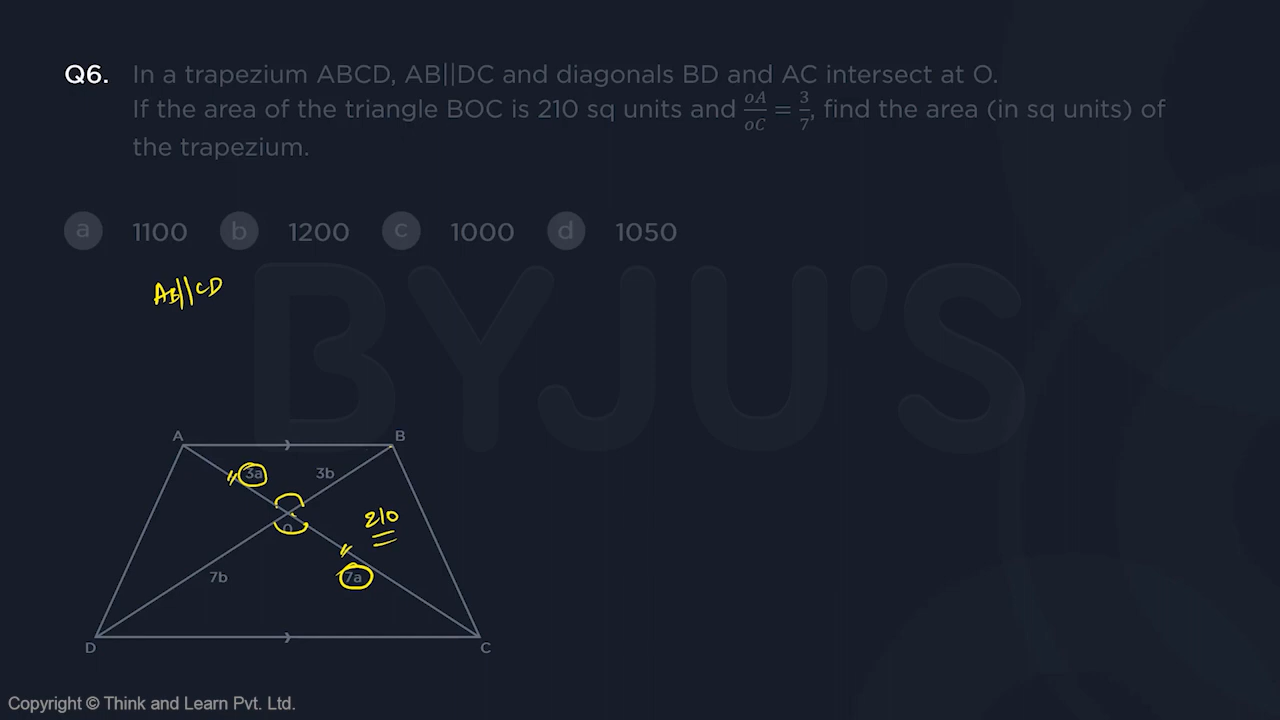 Q6. In a trapezium ABCD, AB||DC and diagonals BD and AC intersect at O.
If the area of the triangle BOC is 210 sq units and oA/oC = 3/7, find the area (in sq units) of
the trapezium.
a 1100 b 1200 c 1000 d 1050
AB||CD
BYJU'S
A B
3a 3b
210
O
7b 7a
D C
Copyright © Think and Learn Pvt. Ltd.